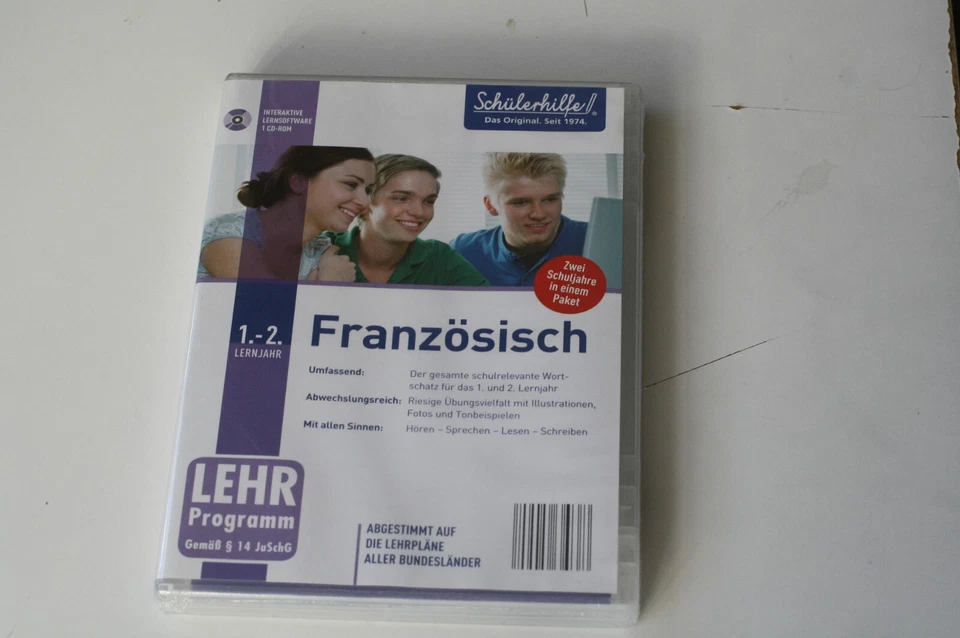 INTERAKTIVE
LERNSOFTWARE
1 CD-ROM
Schülerhilfe!
Das Original. Seit 1974.
Zwei
Schuljahre
in einem
Paket
1.-2.
LERNJAHR
Französisch
Umfassend: Der gesamte schulrelevante Wort-
schatz für das 1. und 2. Lernjahr
Abwechslungsreich: Riesige Übungsvielfalt mit Illustrationen,
Fotos und Tonbeispielen
Mit allen Sinnen: Hören – Sprechen – Lesen – Schreiben
LEHR
Programm
Gemäß § 14 JuSchG
ABGESTIMMT AUF
DIE LEHRPLÄNE
ALLER BUNDESLÄNDER